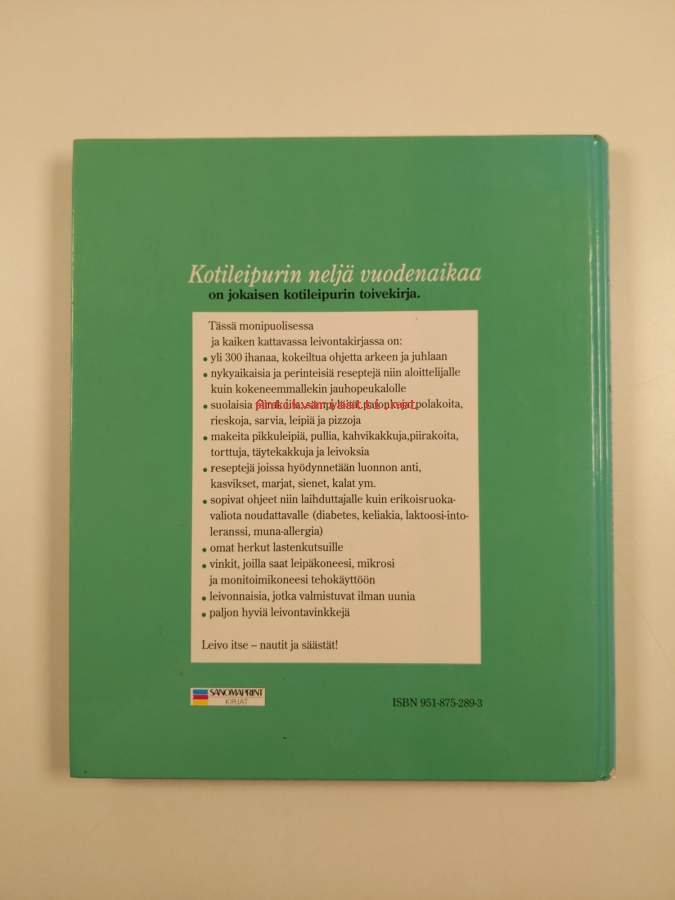 Kotileipurin neljä vuodenaikaa
on jokaisen kotileipurin toivekirja.
Tässä monipuolisessa
ja kaiken kattavassa leivontakirjassa on:
• yli 300 ihanaa, kokeiltua ohjetta arkeen ja juhlaan
• nykyaikaisia ja perinteisiä reseptejä niin aloittelijalle
kuin kokeneemmallekin jauhopeukalolle
• suolaisia polakoita,
rieskoja, sarvia, leipiä ja pizzoja
• makeita pikkuleipiä, pullia, kahvikakkuja,piirakoita,
torttuja, täytekakkuja ja leivoksia
• reseptejä joissa hyödynnetään luonnon anti,
kasvikset, marjat, sienet, kalat ym.
• sopivat ohjeet niin laihduttajalle kuin erikoisruoka-
valiota noudattavalle (diabetes, keliakia, laktoosi-into-
leranssi, muna-allergia)
• omat herkut lastenkutsuille
• vinkit, joilla saat leipäkoneesi, mikrosi
ja monitoimikoneesi tehokäyttöön
• leivonnaisia, jotka valmistuvat ilman uunia
• paljon hyviä leivontavinkkejä
Leivo itse – nautit ja säästät!
SANOMAPRINT
KIRJAT
ISBN 951-875-289-3